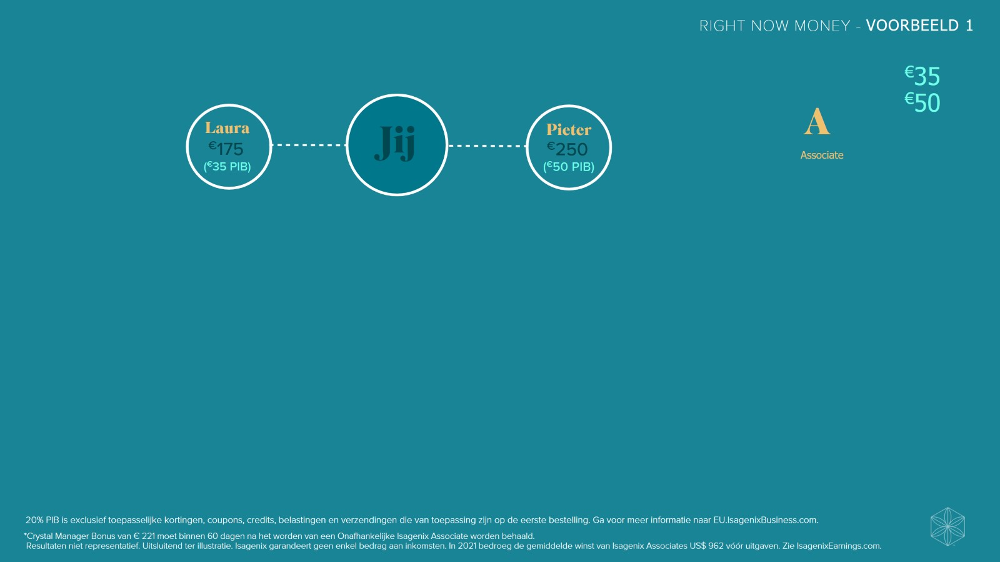 RIGHT NOW MONEY - VOORBEELD 1
€35
€50
A
Associate
Laura
€175
(€35 PIB)
Jij
Pieter
€250
(€50 PIB)
20% PIB is exclusief toepasselijke kortingen, coupons, credits, belastingen en verzendingen die van toepassing zijn op de eerste bestelling. Ga voor meer informatie naar EU.IsagenixBusiness.com.
*Crystal Manager Bonus van € 221 moet binnen 60 dagen na het worden van een Onafhankelijke Isagenix Associate worden behaald.
Resultaten niet representatief. Uitsluitend ter illustratie. Isagenix garandeert geen enkel bedrag aan inkomsten. In 2021 bedroeg de gemiddelde winst van Isagenix Associates US$ 962 vóór uitgaven. Zie IsagenixEarnings.com.